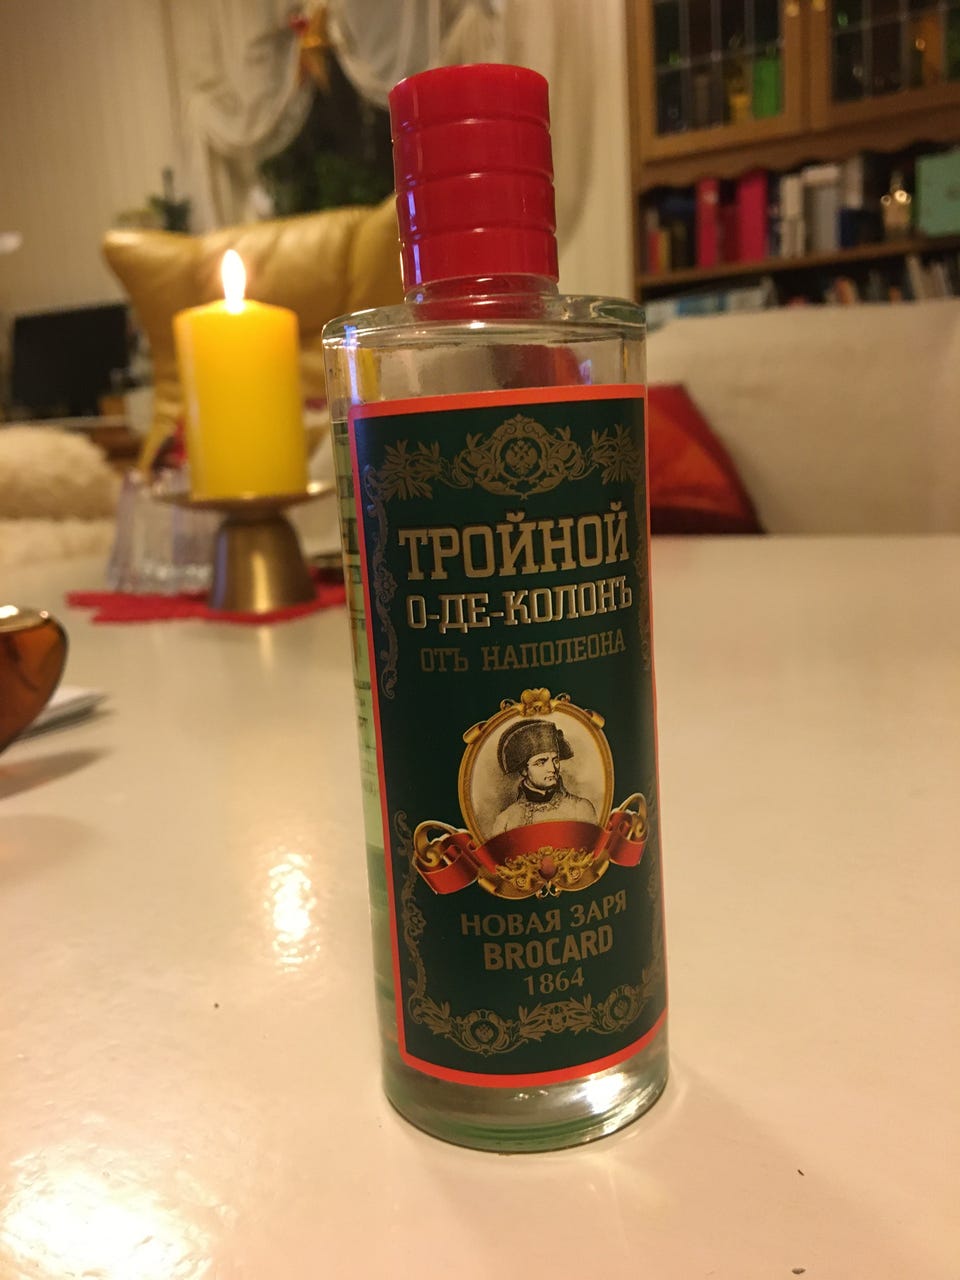 ТРОЙНОЙ
О-ДЕ-КОЛОНЪ
ОТЪ НАПОЛЕОНА
НОВАЯ ЗАРЯ
BROCARD
1864